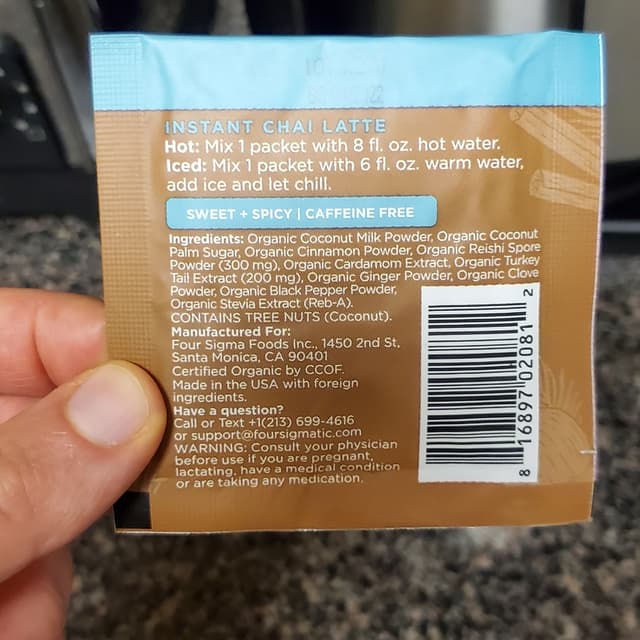 INSTANT CHAI LATTE
Hot: Mix 1 packet with 8 fl. oz. hot water.
Iced: Mix 1 packet with 6 fl. oz. warm water,
add ice and let chill.
SWEET + SPICY | CAFFEINE FREE
Ingredients: Organic Coconut Milk Powder, Organic Coconut
Palm Sugar, Organic Cinnamon Powder, Organic Reishi Spore
Powder (300 mg), Organic Cardamom Extract, Organic Turkey
Tail Extract (200 mg), Organic Ginger Powder, Organic Clove
Powder, Organic Black Pepper Powder,
Organic Stevia Extract (Reb-A).
CONTAINS TREE NUTS (Coconut).
Manufactured For:
Four Sigma Foods Inc., 1450 2nd St,
Santa Monica, CA 90401
Certified Organic by CCOF.
Made in the USA with foreign
ingredients.
Have a question?
Call or Text +1(213) 699-4616
or support@foursigmatic.com
WARNING: Consult your physician
before use if you are pregnant,
lactating, have a medical condition
or are taking any medication.
8 16897 02081 2